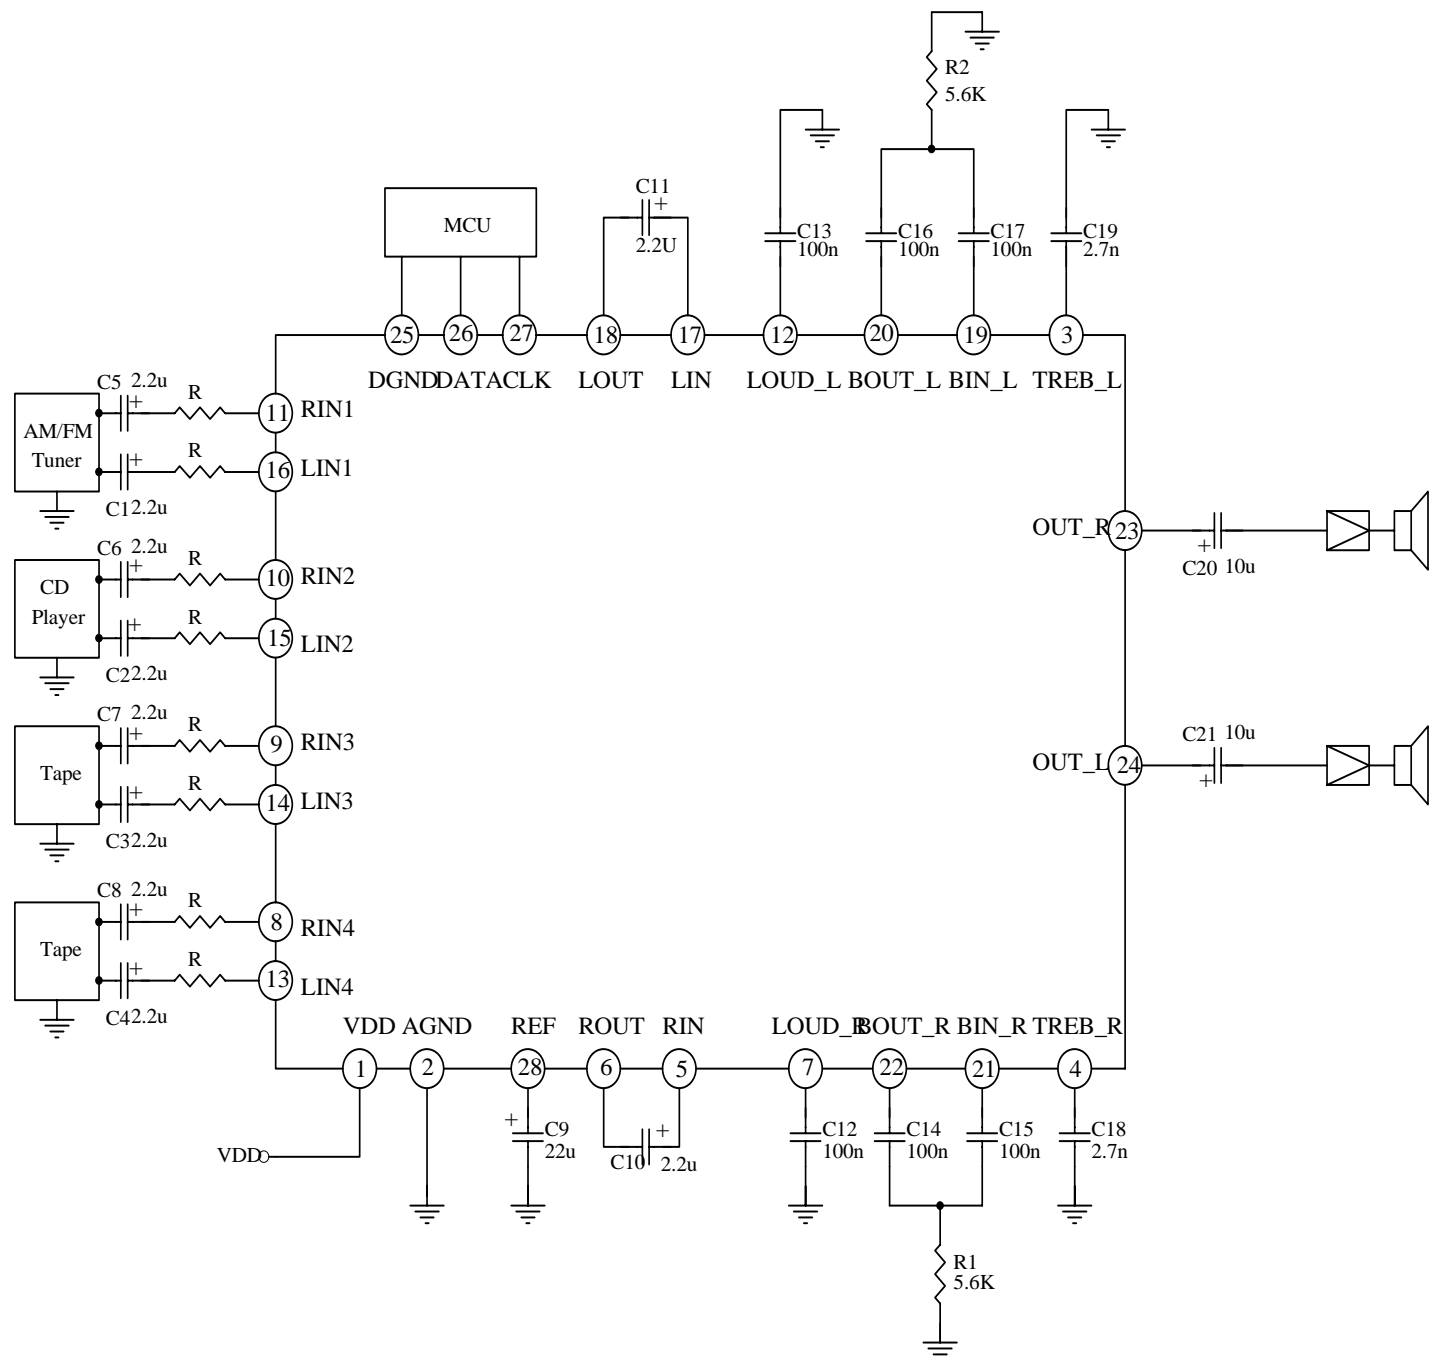 R2
5.6K
C11
+
2.2U
MCU
C13
100n
C16
100n
C17
100n
C19
2.7n
25
26
27
18
17
12
20
19
3
DGND
DATA
CLK
LOUT
LIN
LOUD_L
BOUT_L
BIN_L
TREB_L
C5 2.2u
+
R
11
RIN1
AM/FM
Tuner
+
R
16
LIN1
C1 2.2u
C6 2.2u
+
R
10
RIN2
CD
Player
+
R
15
LIN2
C2 2.2u
C7 2.2u
+
R
9
RIN3
Tape
+
R
14
LIN3
C3 2.2u
C8 2.2u
+
R
8
RIN4
Tape
+
R
13
LIN4
C4 2.2u
OUT_R
23
+
C20 10u
C21 10u
OUT_L
24
+
VDD
AGND
REF
ROUT
RIN
LOUD_R
BOUT_R
BIN_R
TREB_R
1
2
28
6
5
7
22
21
4
VDD
+
C9
22u
+
C10
2.2u
C12
100n
C14
100n
C15
100n
C18
2.7n
R1
5.6K